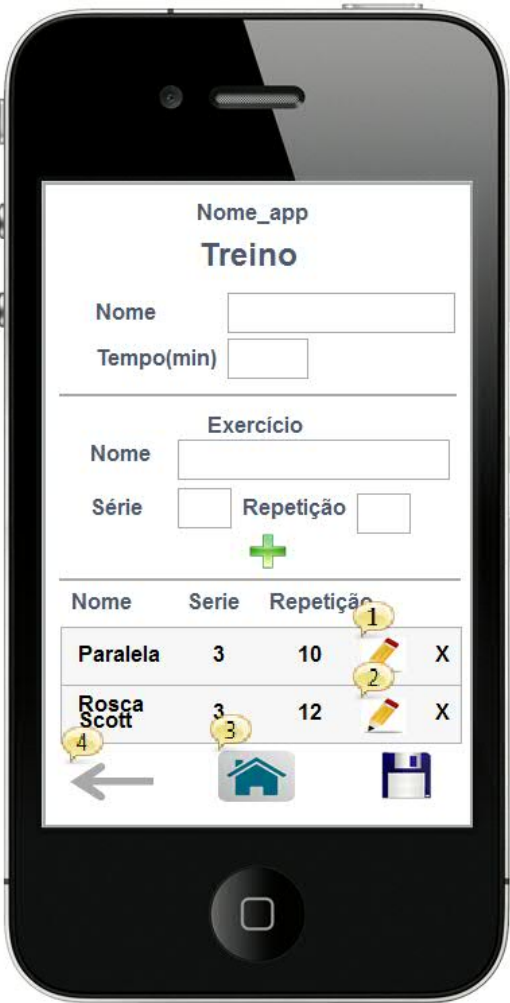 Nome_app
Treino
Nome
Tempo(min)
Exercício
Nome
Série Repetição
Nome Serie Repetição
1
Paralela 3 10 X
2
Rosca Scott 3 12 X
4 3